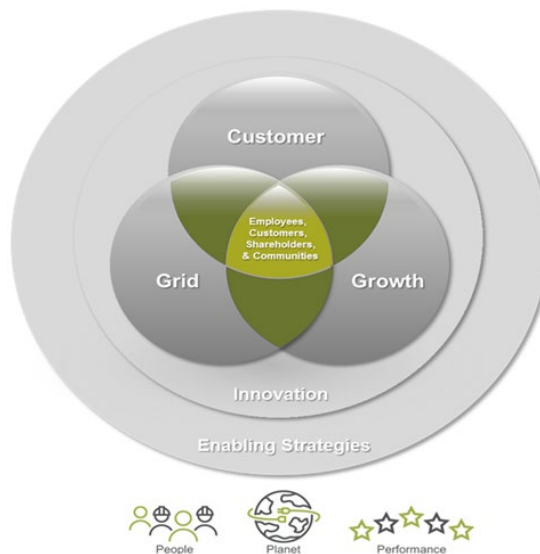 Customer
Employees,
Customers,
Shareholders,
& Communities
Grid
Growth
Innovation
Enabling Strategies
People
Planet
Performance